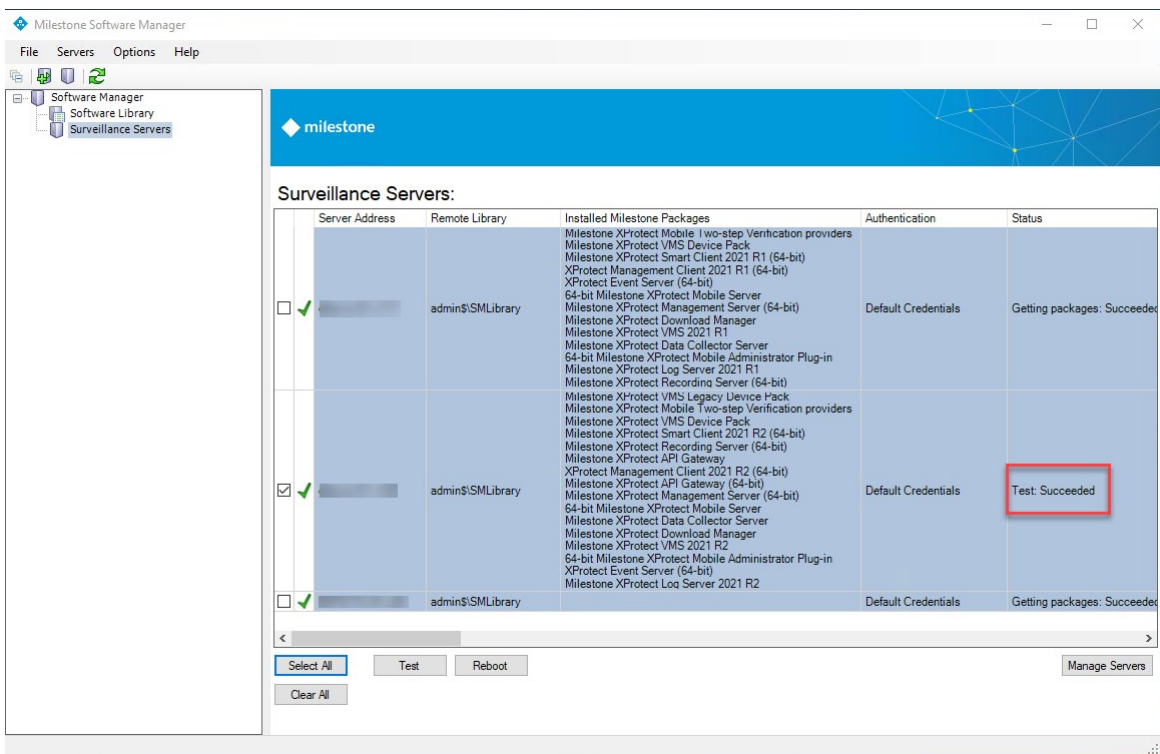 Milestone Software Manager
File Servers Options Help
Software Manager
Software Library
Surveillance Servers
milestone
Surveillance Servers:
Server Address Remote Library Installed Milestone Packages Authentication Status
Milestone XProtect Mobile Two-step Verification providers
Milestone XProtect VMS Device Pack
Milestone XProtect Smart Client 2021 R1 (64-bit)
XProtect Management Client 2021 R1 (64-bit)
XProtect Event Server (64-bit)
64-bit Milestone XProtect Mobile Server
admin$\SMLibrary Milestone XProtect Management Server (64-bit) Default Credentials Getting packages: Succeeded
Milestone XProtect Download Manager
Milestone XProtect VMS 2021 R1
Milestone XProtect Data Collector Server
64-bit Milestone XProtect Mobile Administrator Plug-in
Milestone XProtect Log Server 2021 R1
Milestone XProtect Recording Server (64-bit)
Milestone XProtect VMS Legacy Device Pack
Milestone XProtect Mobile Two-step Verification providers
Milestone XProtect VMS Device Pack
Milestone XProtect Smart Client 2021 R2 (64-bit)
Milestone XProtect Recording Server (64-bit)
Milestone XProtect API Gateway
XProtect Management Client 2021 R2 (64-bit)
Milestone XProtect API Gateway (64-bit)
admin$\SMLibrary Milestone XProtect Management Server (64-bit) Default Credentials Test: Succeeded
64-bit Milestone XProtect Mobile Server
Milestone XProtect Data Collector Server
Milestone XProtect Download Manager
Milestone XProtect VMS 2021 R2
64-bit Milestone XProtect Mobile Administrator Plug-in
XProtect Event Server (64-bit)
Milestone XProtect Log Server 2021 R2
admin$\SMLibrary Default Credentials Getting packages: Succeeded
Select All Test Reboot Manage Servers
Clear All